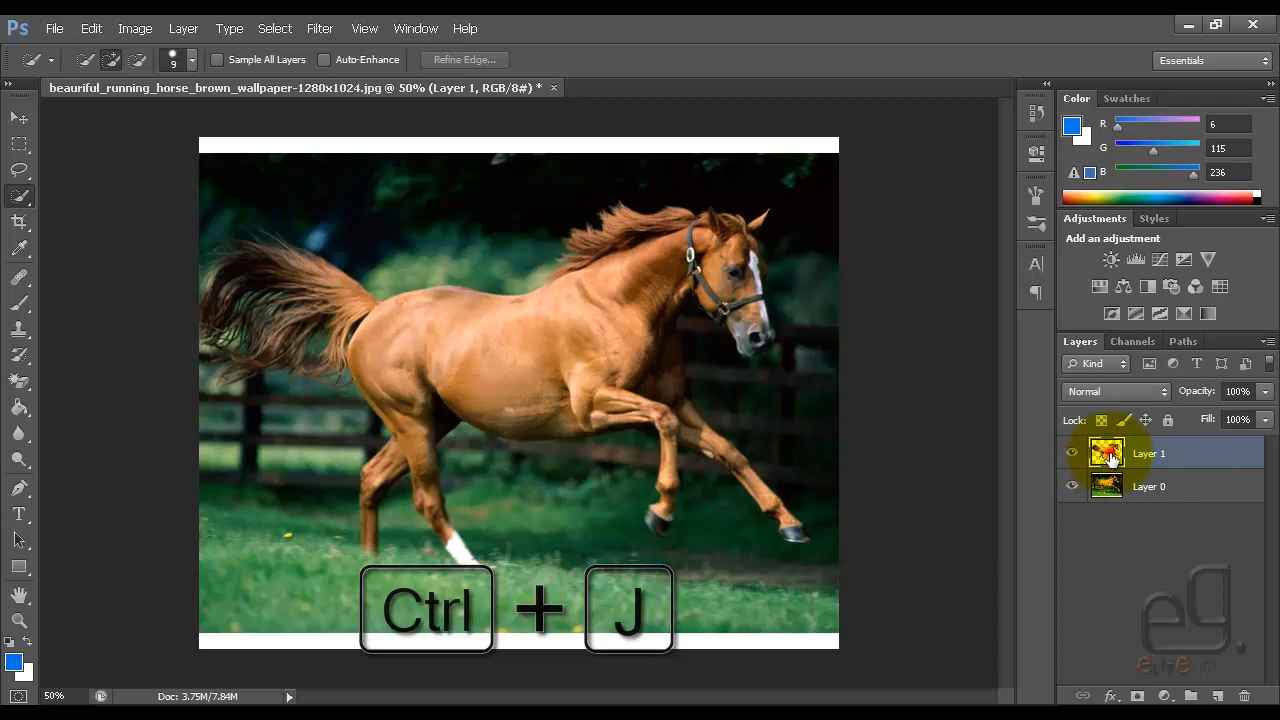 Ps File Edit Image Layer Type Select Filter View Window Help
9 Sample All Layers Auto-Enhance Refine Edge... Essentials
beauriful_running_horse_brown_wallpaper-1280x1024.jpg @ 50% (Layer 1, RGB/8#) *
Color Swatches
R 6
G 115
B 236
Adjustments Styles
Add an adjustment
Layers Channels Paths
Kind
Normal Opacity: 100%
Lock: Fill: 100%
Layer 1
Layer 0
Ctrl + J
eg.
50% Doc: 3.75M/7.84M